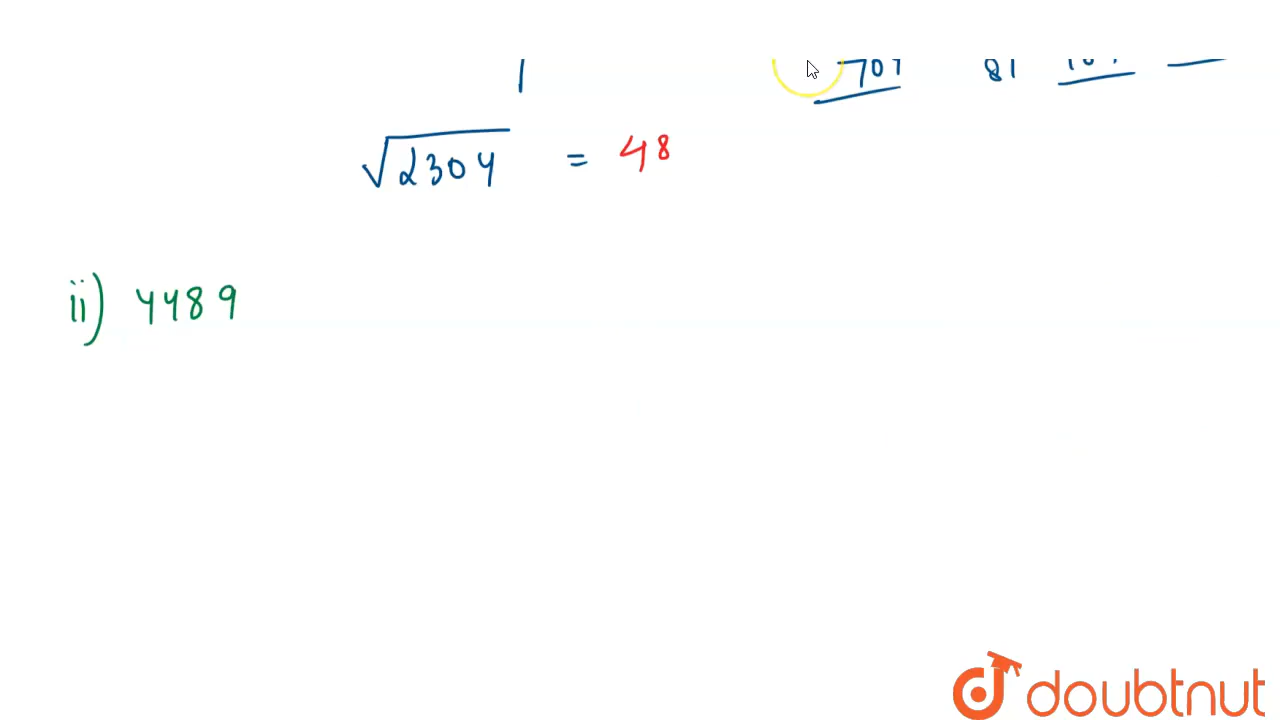 √2304 = 48
ii) 4489
doubtnut